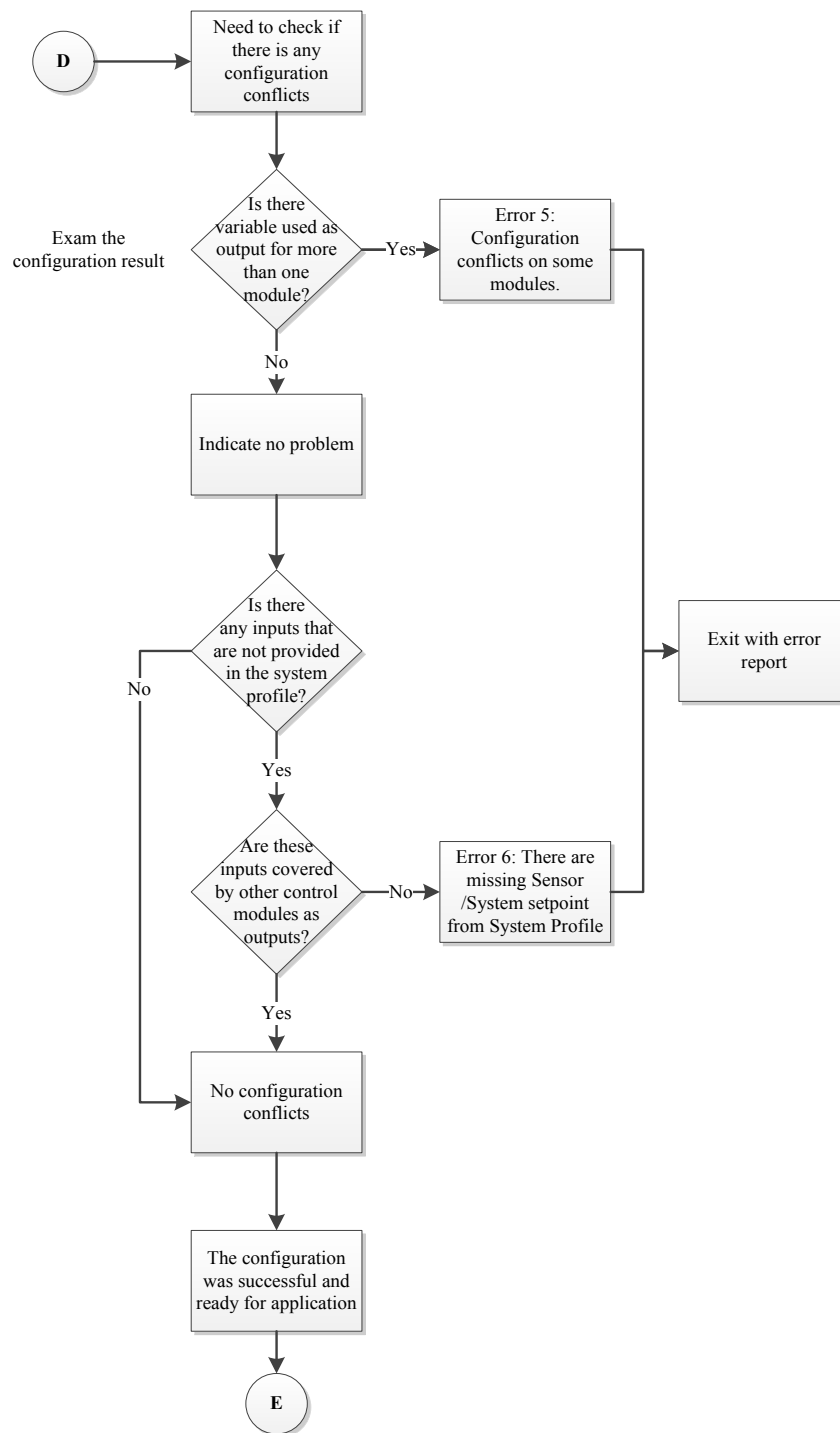 D
Need to check if
there is any
configuration
conflicts
Exam the
configuration result
Is there
variable used as
output for more
than one
module?
Yes
Error 5:
Configuration
conflicts on some
modules.
No
Indicate no problem
Is there
any inputs that
are not provided
in the system
profile?
No
Exit with error
report
Yes
Are these
inputs covered
by other control
modules as
outputs?
No
Error 6: There are
missing Sensor
/System setpoint
from System Profile
Yes
No configuration
conflicts
The configuration
was successful and
ready for application
E